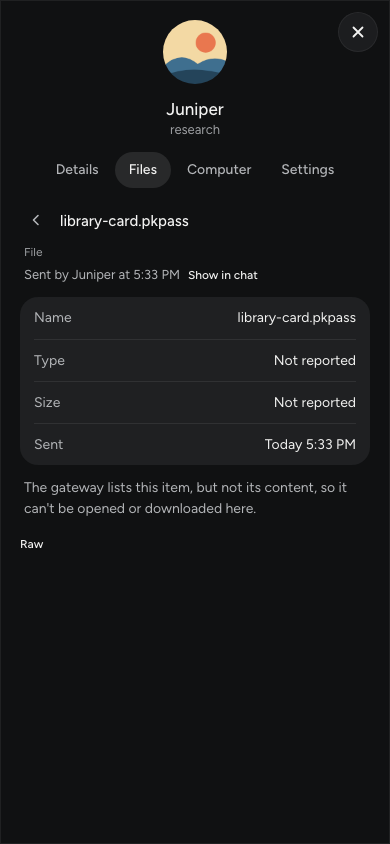 Juniper
research
Details Files Computer Settings
library-card.pkpass
File
Sent by Juniper at 5:33 PM Show in chat
Name library-card.pkpass
Type Not reported
Size Not reported
Sent Today 5:33 PM
The gateway lists this item, but not its content, so it
can't be opened or downloaded here.
Raw